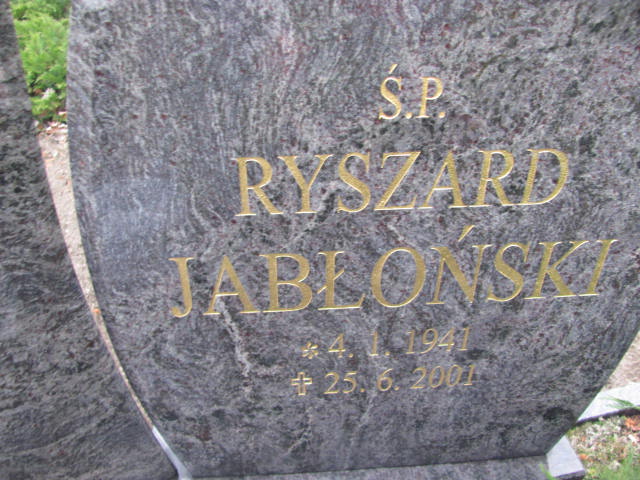 Ś.P.
RYSZARD
JABŁOŃSKI
* 4. 1. 1941
✝ 25. 6. 2001